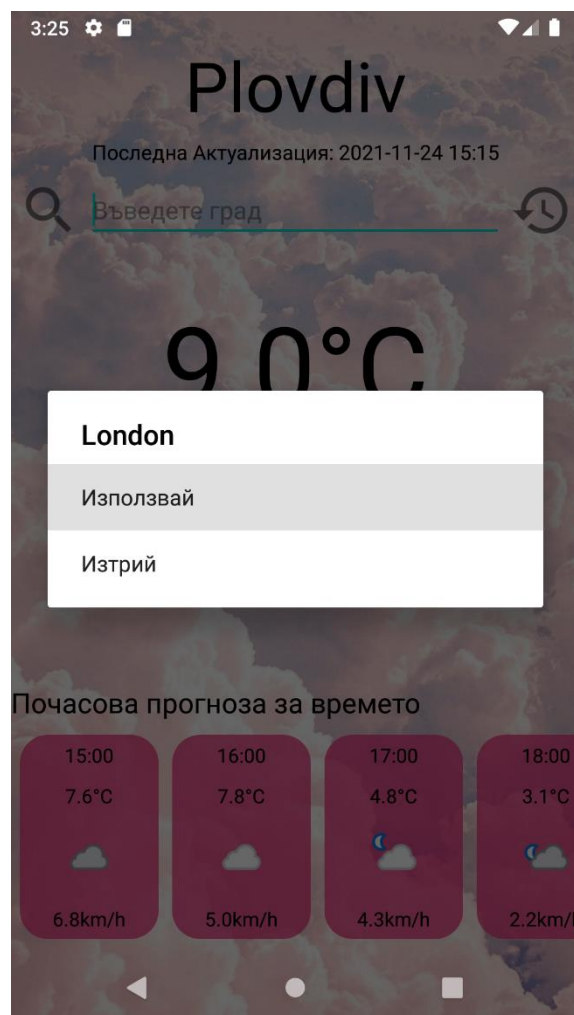 3:25
Plovdiv
Последна Актуализация: 2021-11-24 15:15
Въведете град
9.0°C
London
Използвай
Изтрий
Почасова прогноза за времето
15:00 16:00 17:00 18:00
7.6°C 7.8°C 4.8°C 3.1°C
6.8km/h 5.0km/h 4.3km/h 2.2km/